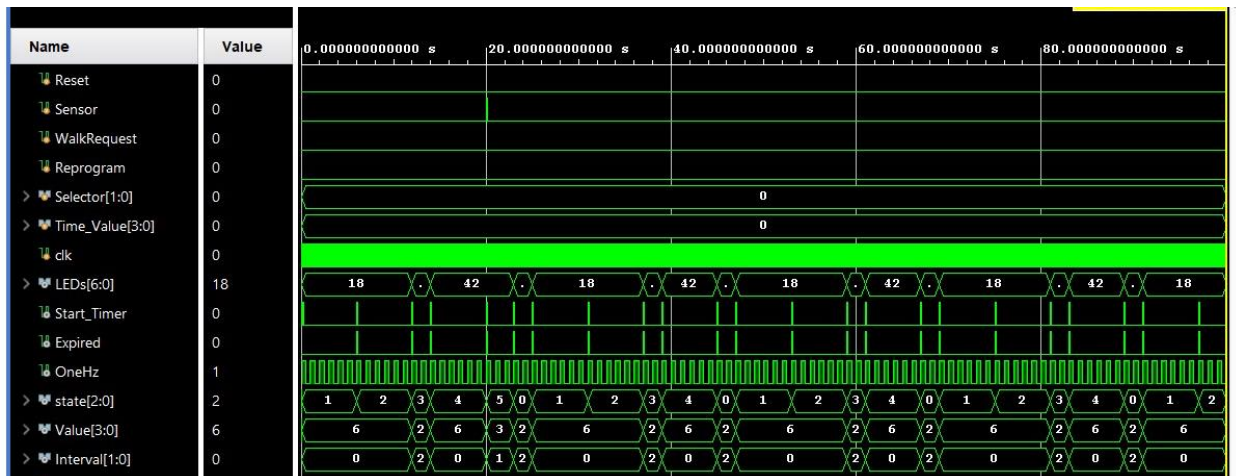 Name Value 0.000000000000 s 20.000000000000 s 40.000000000000 s 60.000000000000 s 80.000000000000 s
Reset 0
Sensor 0
WalkRequest 0
Reprogram 0
Selector[1:0] 0 0
Time_Value[3:0] 0 0
clk 0
LEDs[6:0] 18 18 . 42 . 18 . 42 . 18 . 42 . 18 . 42 . 18
Start_Timer 0
Expired 0
OneHz 1
state[2:0] 2 1 2 3 4 5 0 1 2 3 4 0 1 2 3 4 0 1 2 3 4 0 1 2
Value[3:0] 6 6 2 6 3 2 6 2 6 2 6 2 6 2 6 2 6 2 6
Interval[1:0] 0 0 2 0 1 2 0 2 0 2 0 2 0 2 0 2 0 2 0